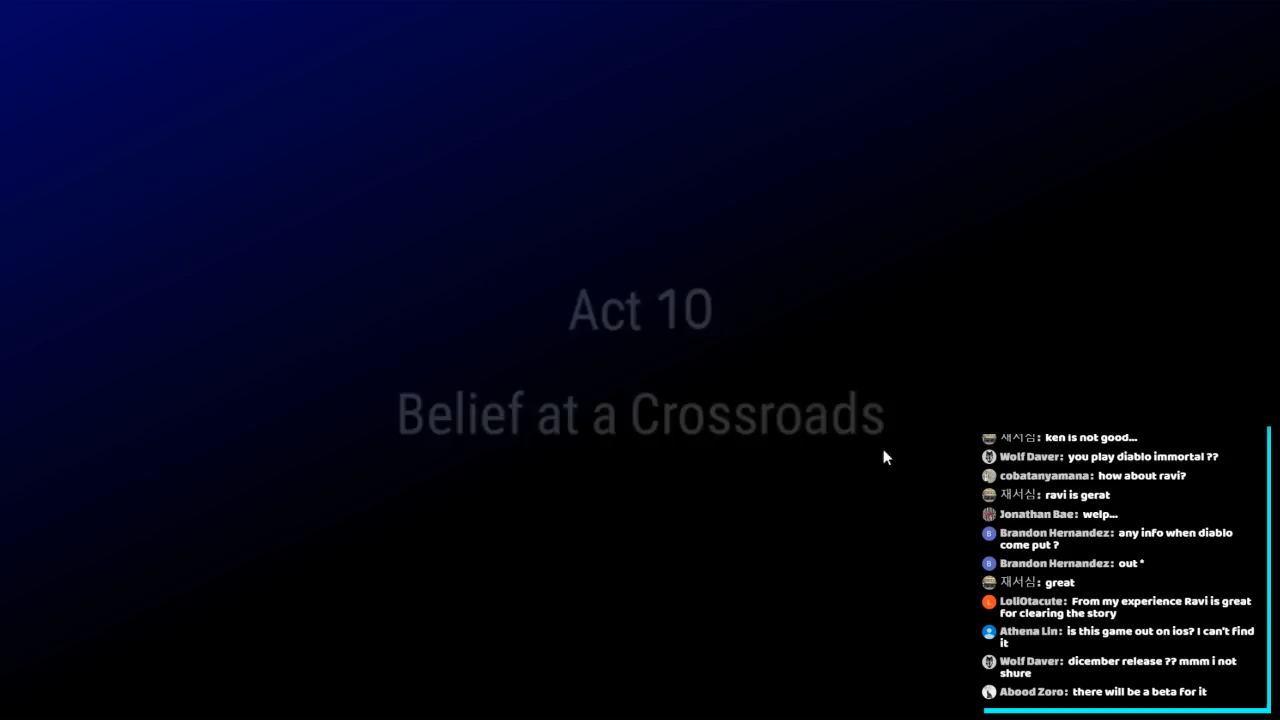 Act 10
Belief at a Crossroads
재서심: ken is not good...
Wolf Daver: you play diablo immortal ??
cobatanyamana: how about ravi?
재서심: ravi is gerat
Jonathan Bae: welp...
Brandon Hernandez: any info when diablo
come put ?
Brandon Hernandez: out *
재서심: great
LoliOtacute: From my experience Ravi is great
for clearing the story
Athena Lin: is this game out on ios? I can't find
it
Wolf Daver: dicember release ?? mmm i not
shure
Abood Zoro: there will be a beta for it